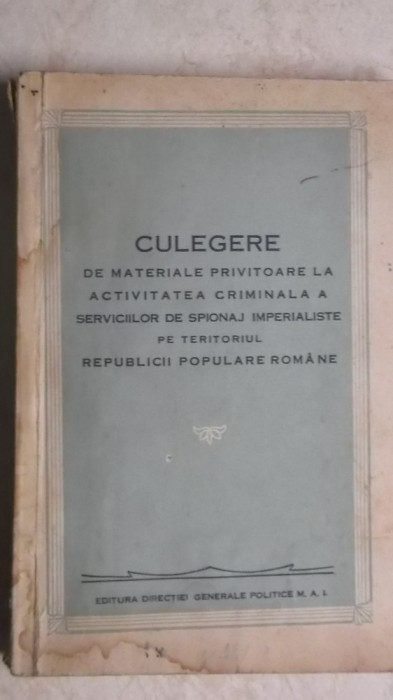 CULEGERE
DE MATERIALE PRIVITOARE LA
ACTIVITATEA CRIMINALA A
SERVICIILOR DE SPIONAJ IMPERIALISTE
PE TERITORIUL
REPUBLICII POPULARE ROMÂNE
EDITURA DIRECȚIEI GENERALE POLITICE M. A. I.